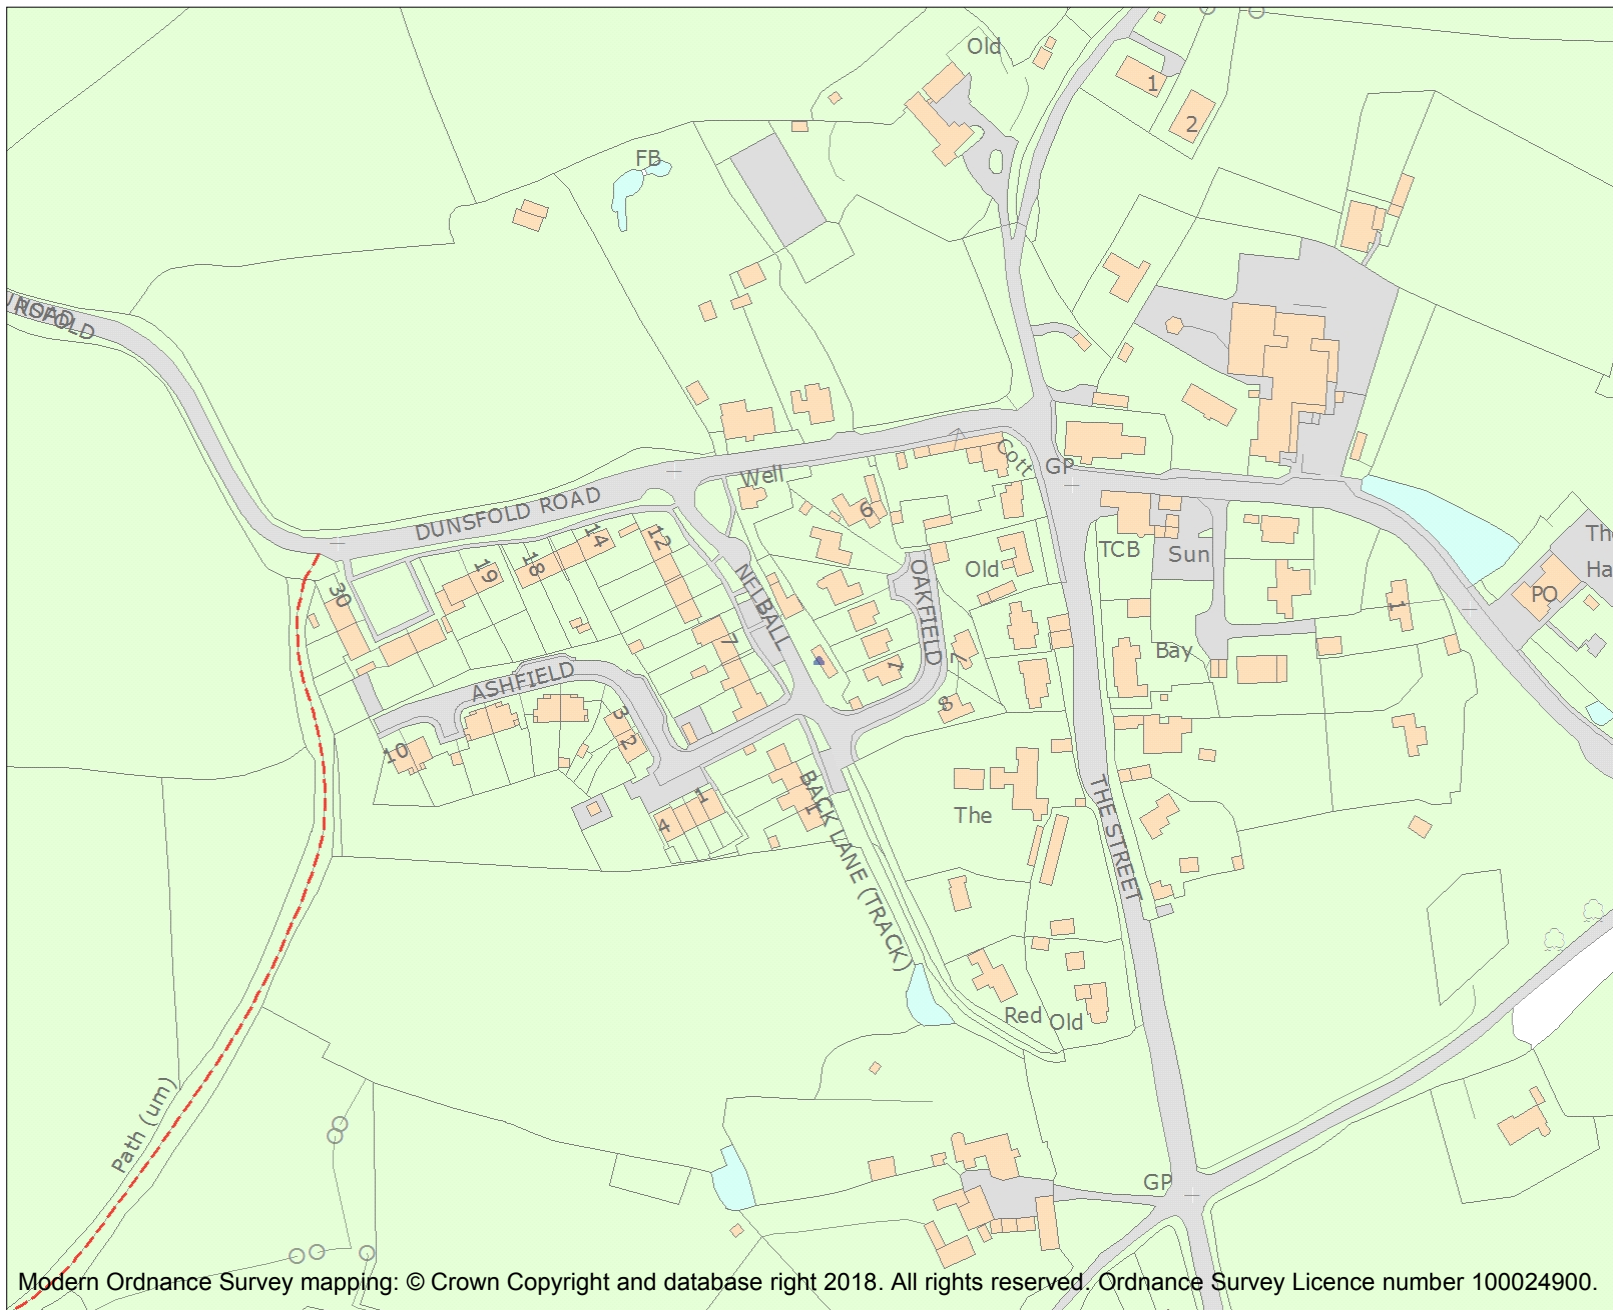 Old
1
2
FB
DUNSFOLD ROAD
Well
Cott
GP
6
DUNSFOLD ROAD
14
12
18
19
30
NELBALL
OAKFIELD
Old
TCB
Sun
PO
Ha
1
7
1
7
Bay
ASHFIELD
8
3
2
10
1
4
1
BACK LANE (TRACK)
The
THE STREET
Red
Old
Path (um)
GP
Modern Ordnance Survey mapping: © Crown Copyright and database right 2018. All rights reserved. Ordnance Survey Licence number 100024900.